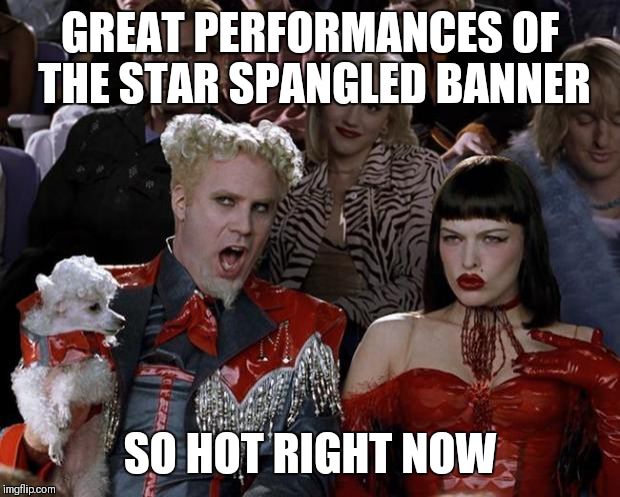 GREAT PERFORMANCES OF
THE STAR SPANGLED BANNER
SO HOT RIGHT NOW
imgflip.com